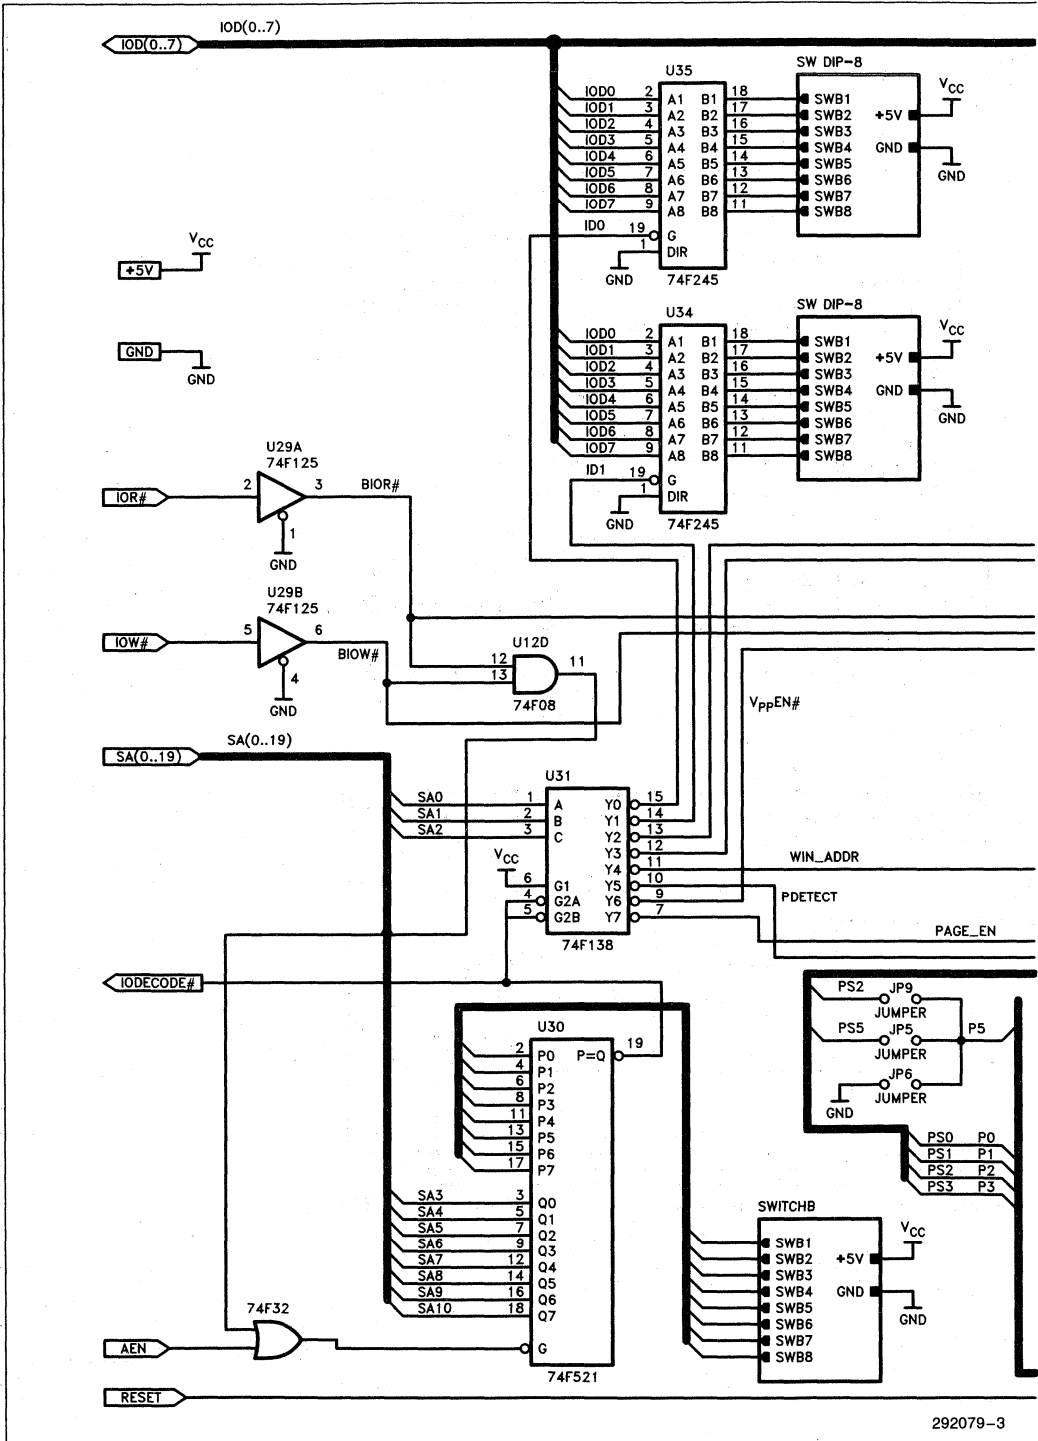 IOD(0..7)
IOD(0..7)
U35
SW DIP-8
IOD0 2 A1 B1 18 SWB1
IOD1 3 A2 B2 17 SWB2 +5V VCC
IOD2 4 A3 B3 16 SWB3
IOD3 5 A4 B4 15 SWB4 GND
IOD4 6 A5 B5 14 SWB5 GND
IOD5 7 A6 B6 13 SWB6
IOD6 8 A7 B7 12 SWB7
IOD7 9 A8 B8 11 SWB8
ID0 19 G
1 DIR
GND
74F245
VCC
+5V
GND
GND
U34
SW DIP-8
IOD0 2 A1 B1 18 SWB1
IOD1 3 A2 B2 17 SWB2 +5V VCC
IOD2 4 A3 B3 16 SWB3
IOD3 5 A4 B4 15 SWB4 GND
IOD4 6 A5 B5 14 SWB5 GND
IOD5 7 A6 B6 13 SWB6
IOD6 8 A7 B7 12 SWB7
IOD7 9 A8 B8 11 SWB8
ID1 19 G
1 DIR
GND
74F245
U29A
74F125
IOR# 2 3 BIOR#
1
GND
U29B
74F125
IOW# 5 6 BIOW#
4
GND
U12D
12 11
13
74F08
VPPEN#
SA(0..19)
SA(0..19)
U31
SA0 1 A Y0 15
SA1 2 B Y1 14
SA2 3 C Y2 13
Y3 12
VCC Y4 11 WIN_ADDR
6 G1 Y5 10 PDETECT
4 G2A Y6 9
5 G2B Y7 7 PAGE_EN
74F138
IODECODE#
PS2 JP9
JUMPER
PS5 JP5 P5
JUMPER
JP6
JUMPER
GND
PS0 P0
PS1 P1
PS2 P2
PS3 P3
U30
2 P0 P=Q 19
4 P1
6 P2
8 P3
11 P4
13 P5
15 P6
17 P7
SA3 3 Q0
SA4 5 Q1
SA5 7 Q2
SA6 9 Q3
SA7 12 Q4
SA8 14 Q5
SA9 16 Q6
SA10 18 Q7
G
74F521
SWITCHB
SWB1 VCC
SWB2 +5V
SWB3
SWB4 GND
SWB5 GND
SWB6
SWB7
SWB8
74F32
AEN
RESET
292079-3